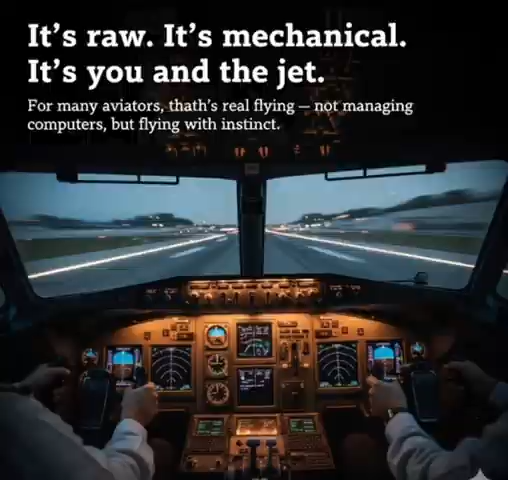 It's raw. It's mechanical.
It's you and the jet.
For many aviators, thath's real flying — not managing
computers, but flying with instinct.